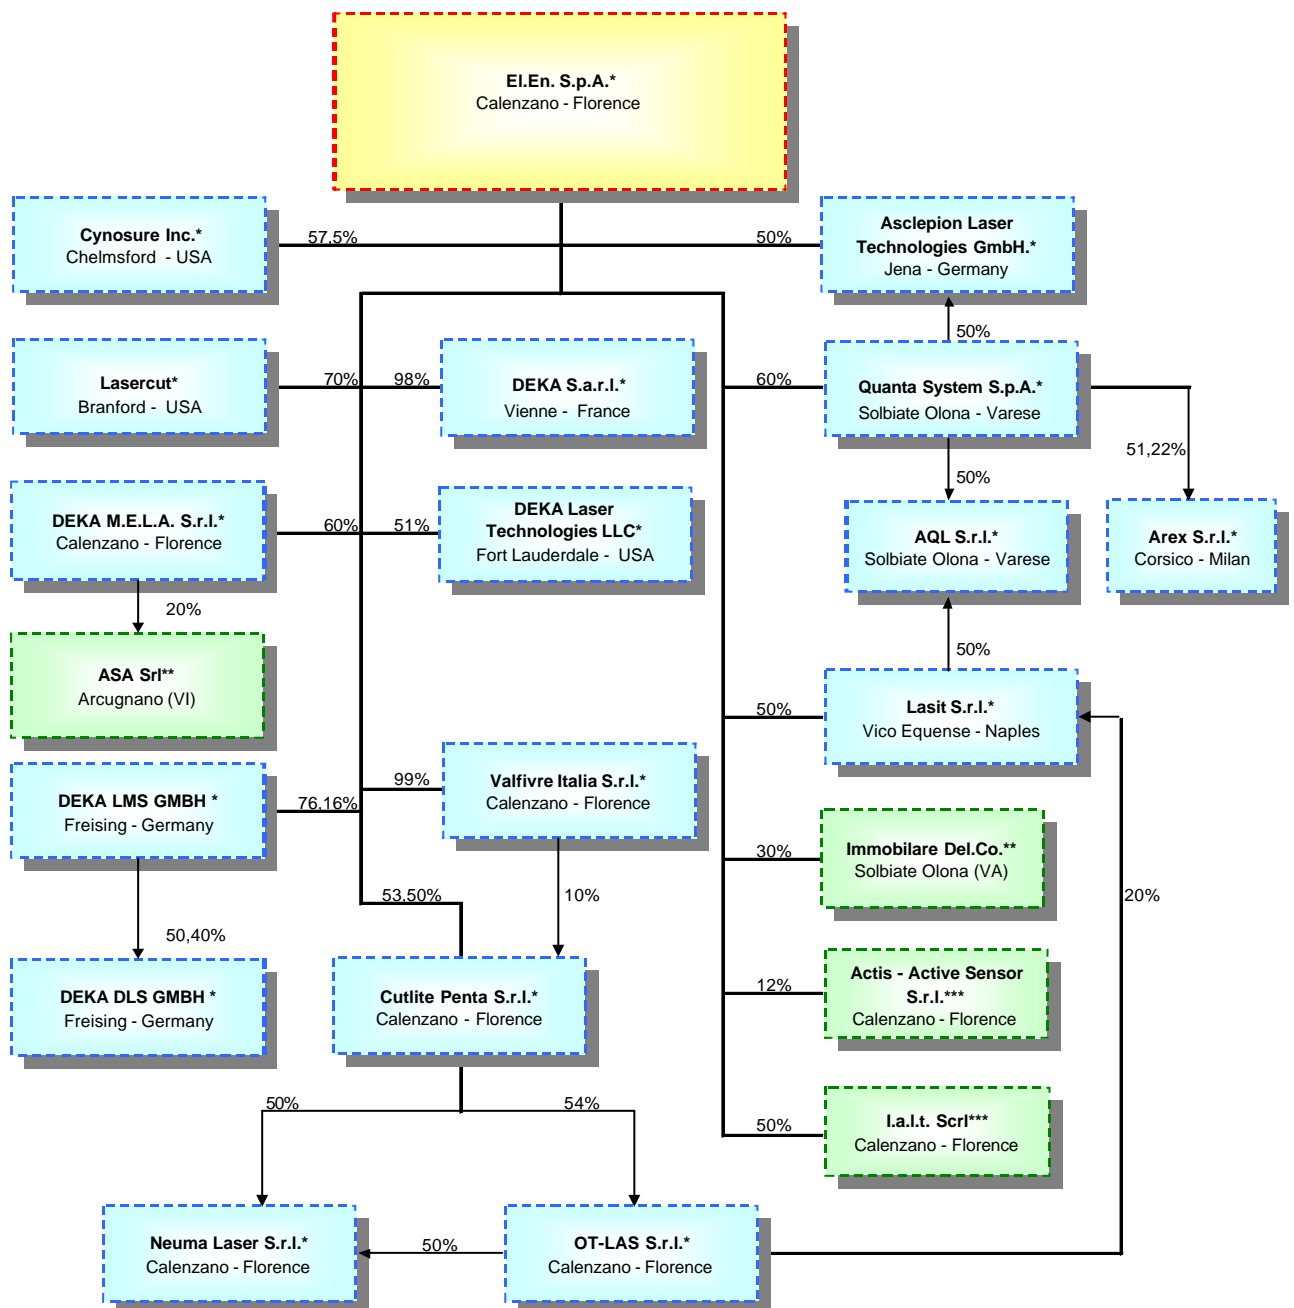 El.En. S.p.A.*
Calenzano - Florence
Cynosure Inc.*
Chelmsford - USA
57,5%
50%
Asclepion Laser
Technologies GmbH.*
Jena - Germany
50%
Lasercut*
Branford - USA
70%
98%
DEKA S.a.r.l.*
Vienne - France
60%
Quanta System S.p.A.*
Solbiate Olona - Varese
51,22%
50%
DEKA M.E.L.A. S.r.l.*
Calenzano - Florence
60%
51%
DEKA Laser
Technologies LLC*
Fort Lauderdale - USA
AQL S.r.l.*
Solbiate Olona - Varese
Arex S.r.l.*
Corsico - Milan
20%
50%
ASA Srl**
Arcugnano (VI)
50%
Lasit S.r.l.*
Vico Equense - Naples
DEKA LMS GMBH *
Freising - Germany
76,16%
99%
Valfivre Italia S.r.l.*
Calenzano - Florence
30%
Immobilare Del.Co.**
Solbiate Olona (VA)
20%
53,50%
10%
50,40%
DEKA DLS GMBH *
Freising - Germany
Cutlite Penta S.r.l.*
Calenzano - Florence
12%
Actis - Active Sensor
S.r.l.***
Calenzano - Florence
50%
54%
50%
I.a.l.t. Scrl***
Calenzano - Florence
Neuma Laser S.r.l.*
Calenzano - Florence
50%
OT-LAS S.r.l.*
Calenzano - Florence